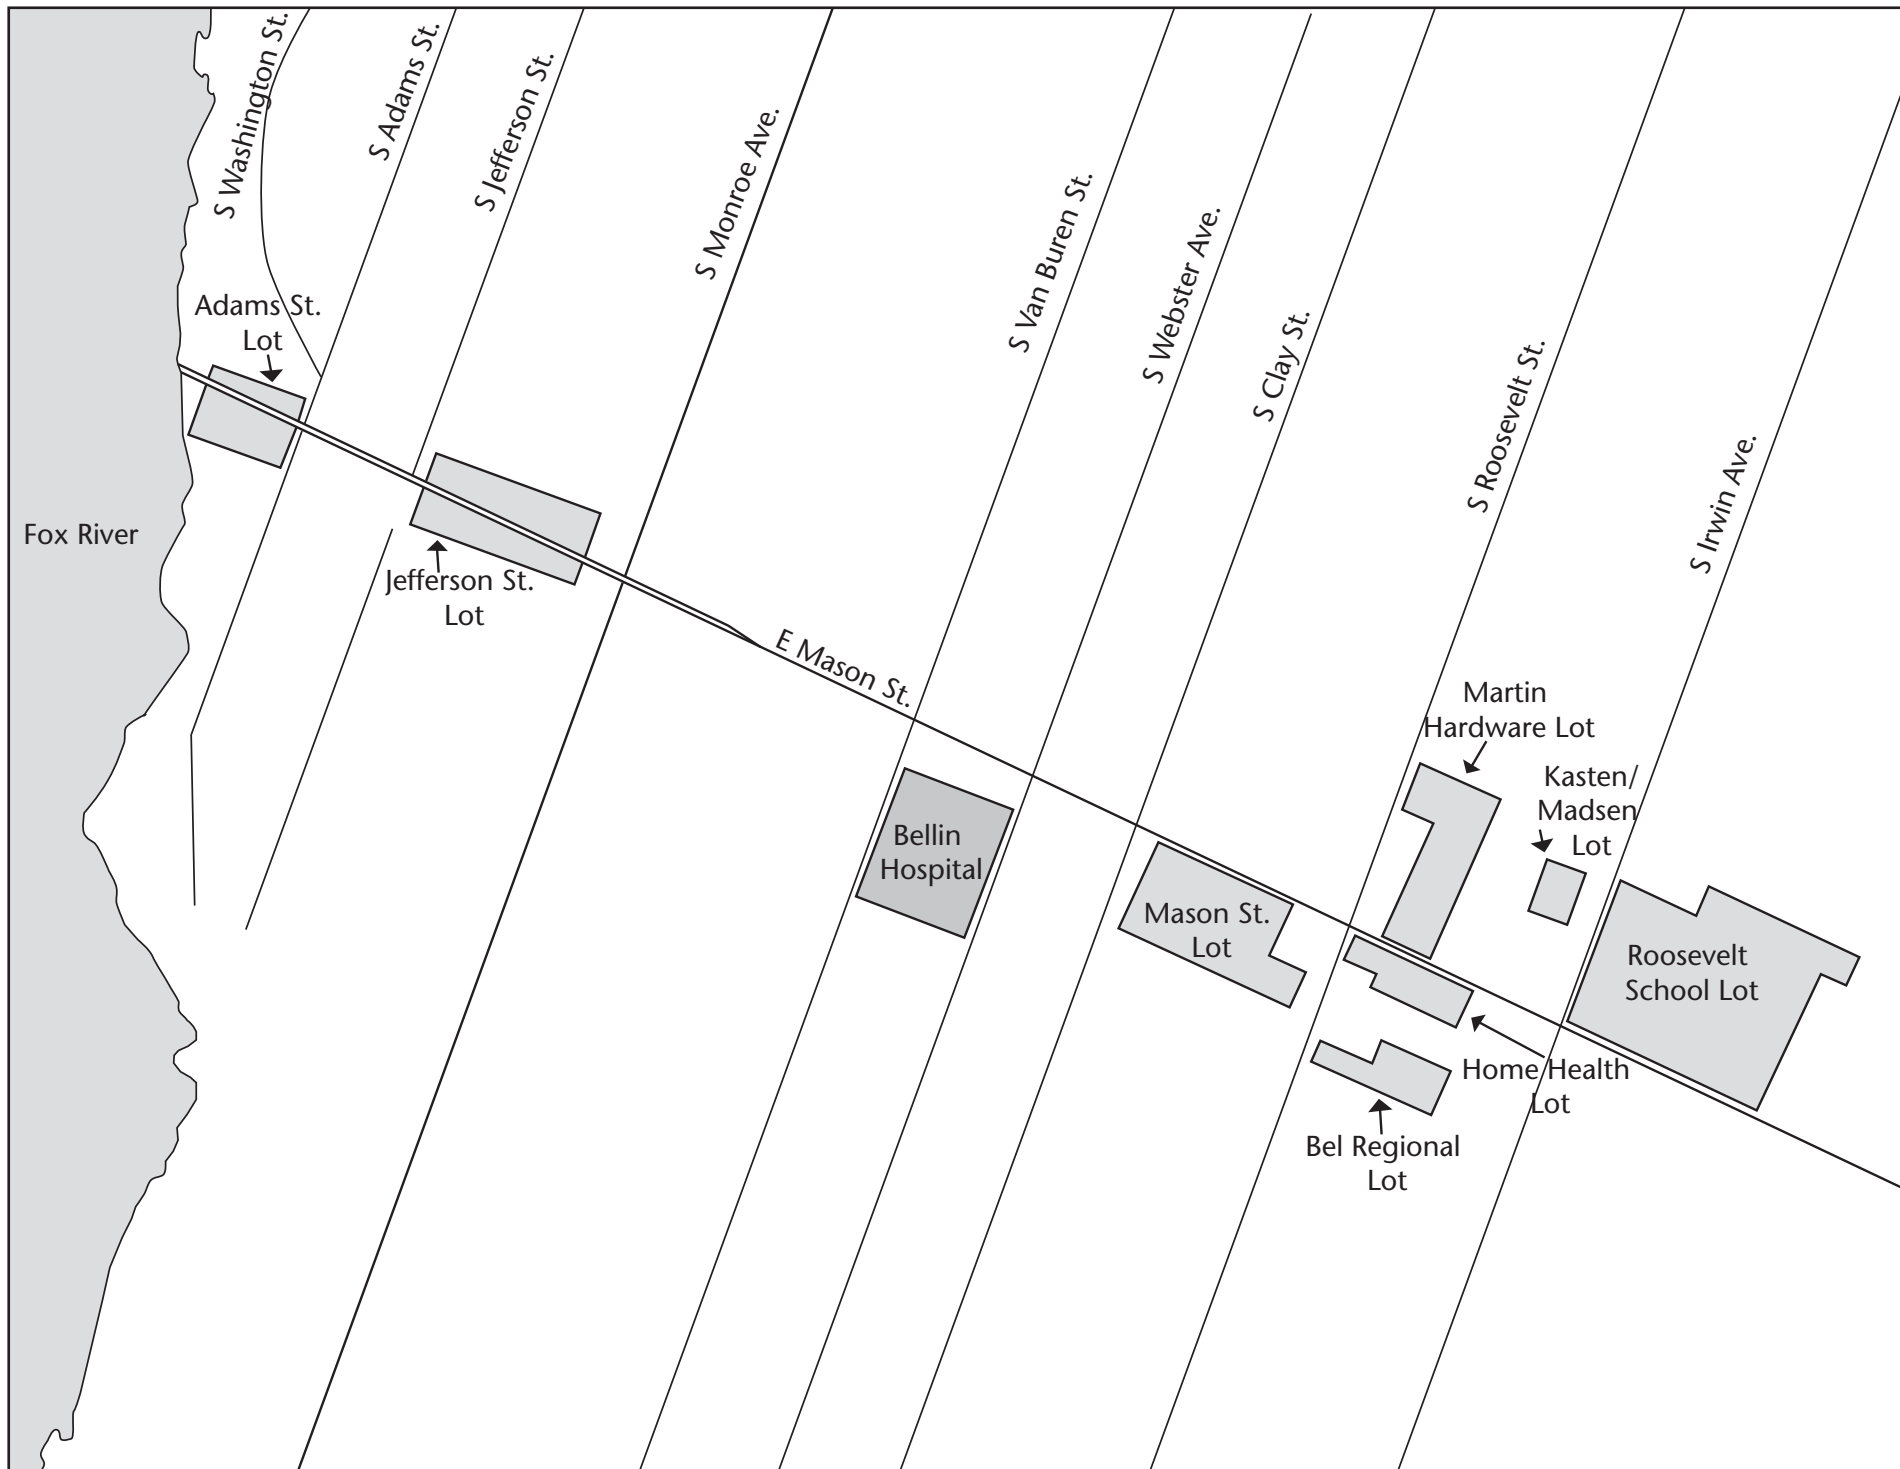 S Washington St.
S Adams St.
S Jefferson St.
S Monroe Ave.
S Van Buren St.
S Webster Ave.
S Clay St.
S Roosevelt St.
S Irwin Ave.
Adams St.
Lot
Fox River
Jefferson St.
Lot
E Mason St.
Martin
Hardware Lot
Kasten/
Madsen
Lot
Bellin
Hospital
Mason St.
Lot
Roosevelt
School Lot
Home Health
Lot
Bel Regional
Lot